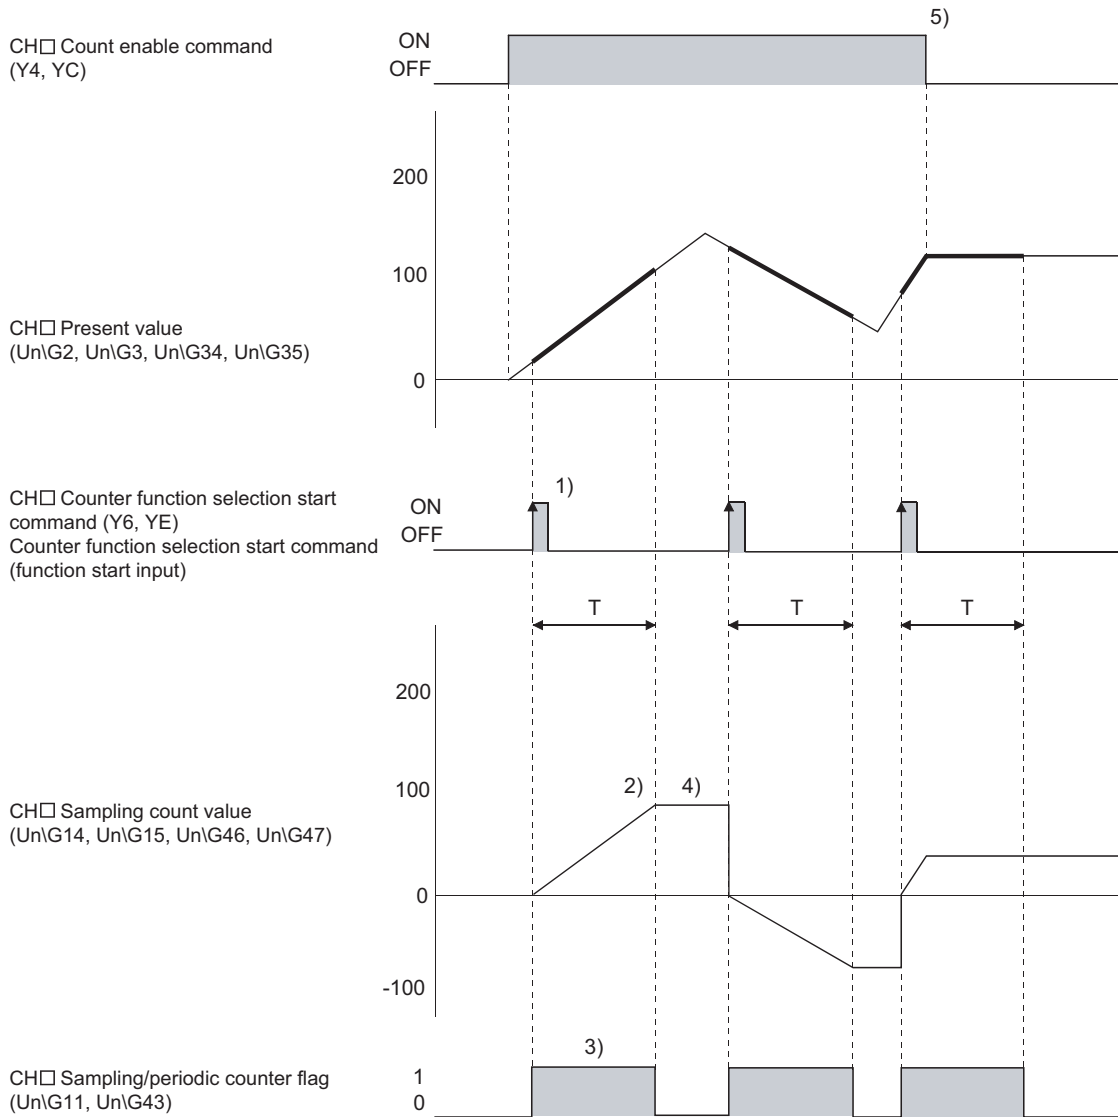 5)
CH□ Count enable command
(Y4, YC)
ON
OFF
200
100
0
CH□ Present value
(Un\G2, Un\G3, Un\G34, Un\G35)
CH□ Counter function selection start
command (Y6, YE)
Counter function selection start command
(function start input)
ON
OFF
1)
T
T
T
200
100
0
-100
2)
4)
CH□ Sampling count value
(Un\G14, Un\G15, Un\G46, Un\G47)
3)
CH□ Sampling/periodic counter flag
(Un\G11, Un\G43)
1
0